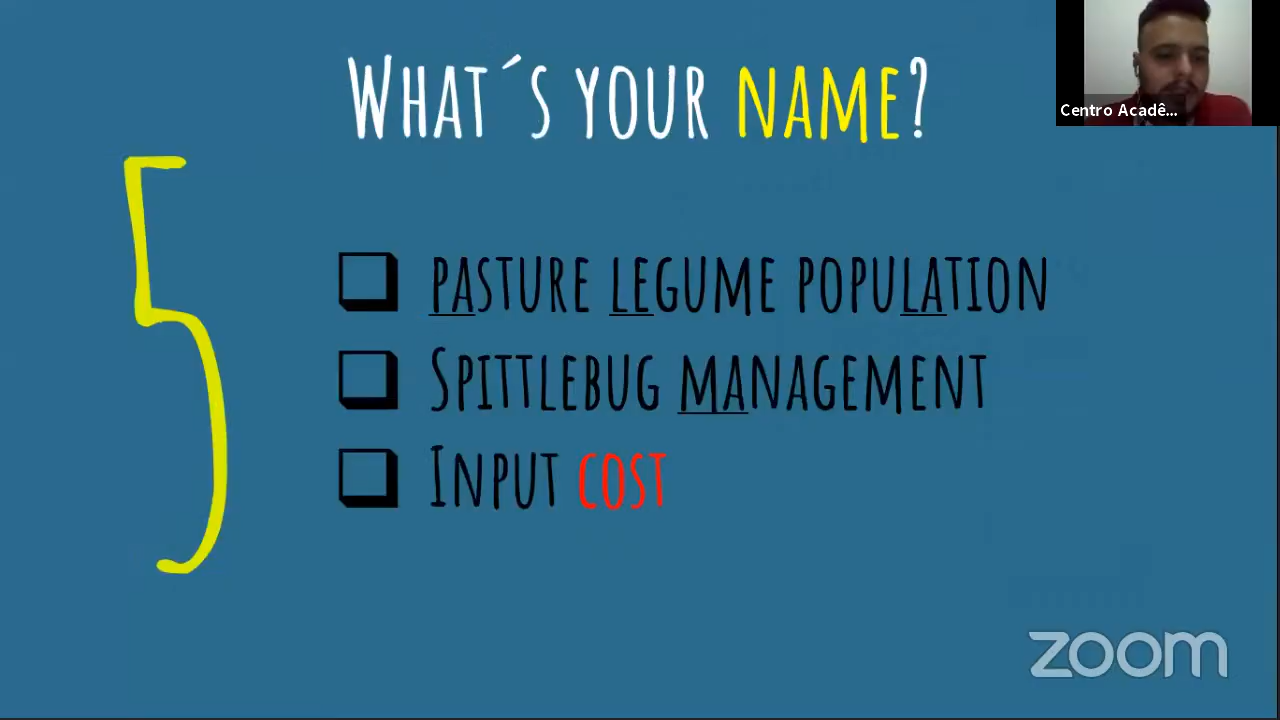 What´s your name?
Centro Acadê...
5
pasture legume population
Spittlebug management
Input cost
zoom